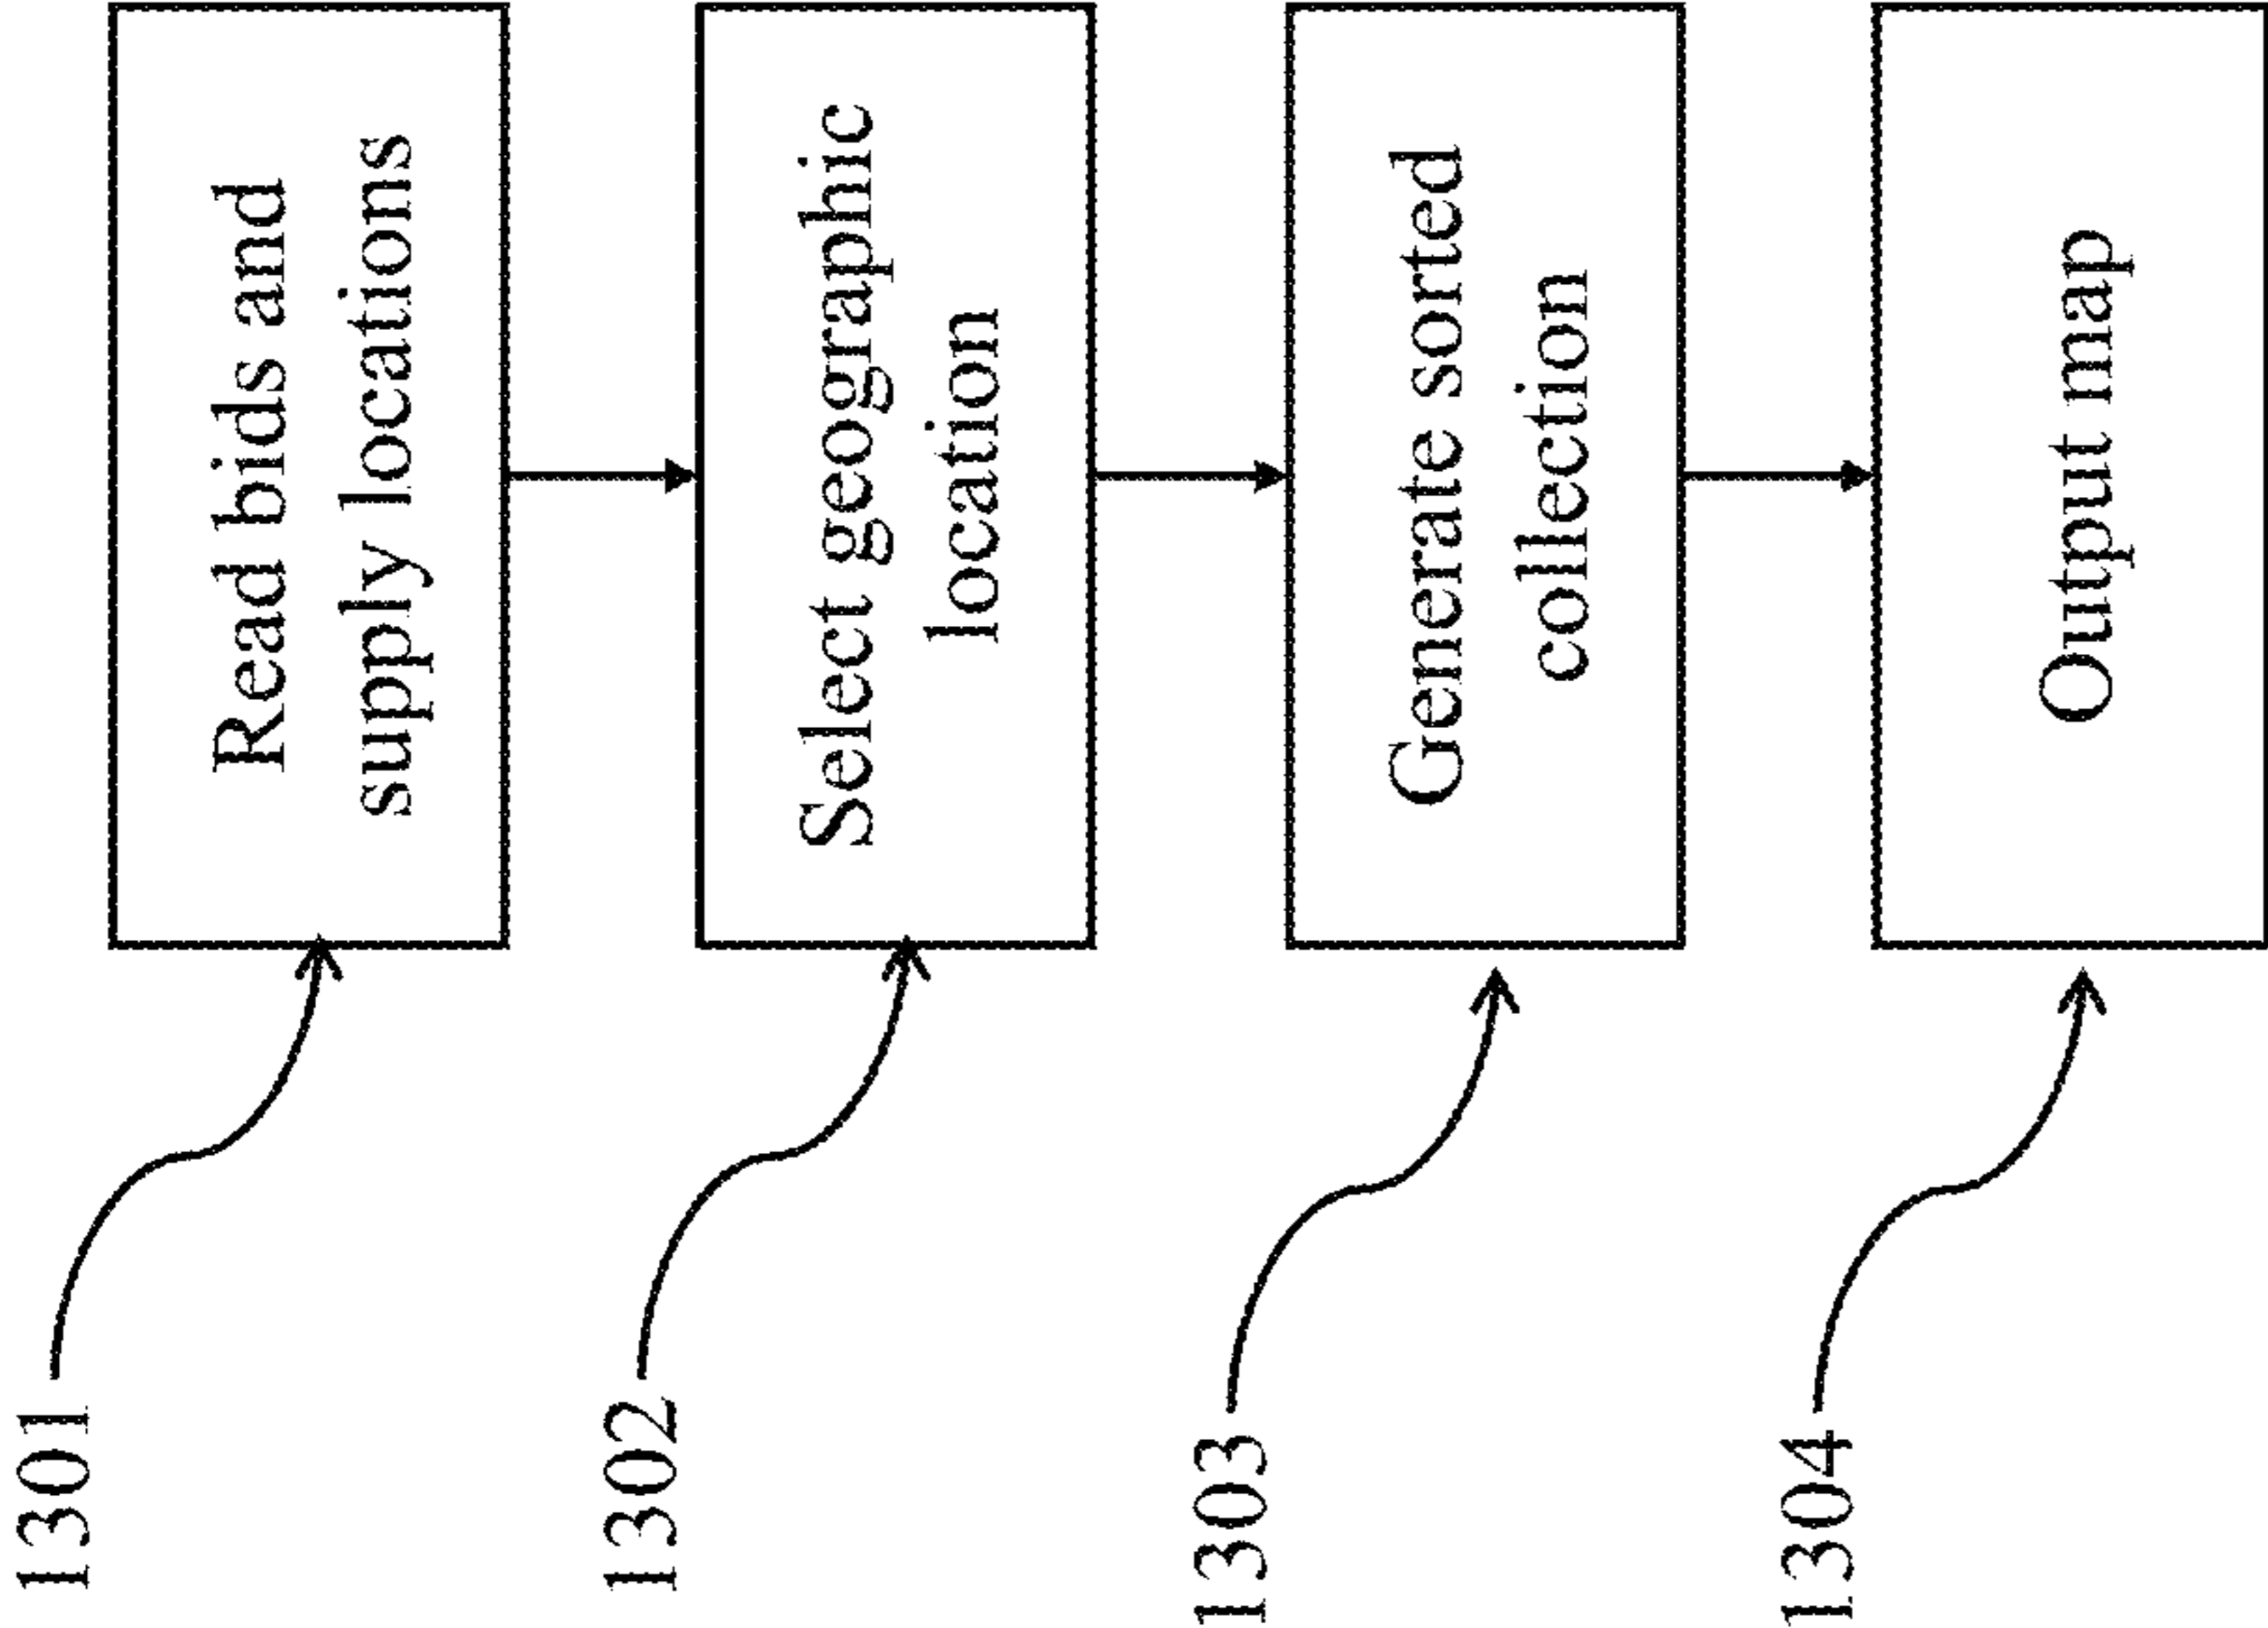 1301
Read bids and
supply locations
1302
Select geographic
location
1303
Generate sorted
collection
1304
Output map